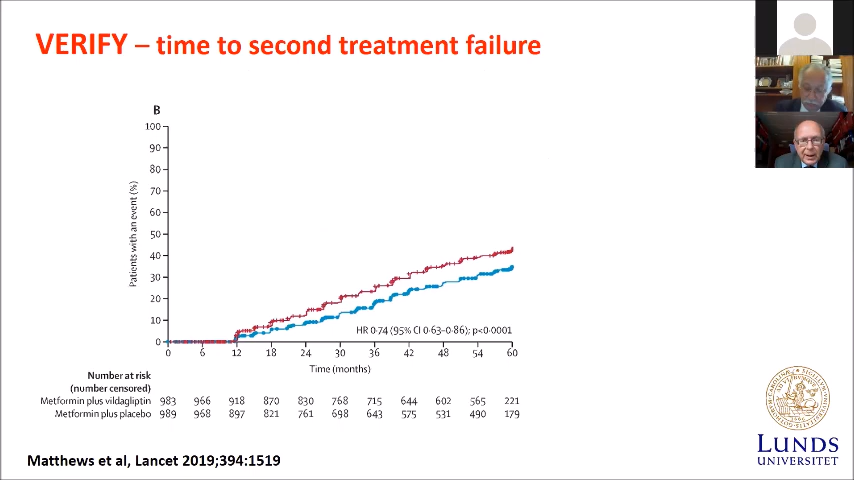 VERIFY – time to second treatment failure
B
100
90
80
70
60
50
40
30
20
10
0
Patients with an event (%)
HR 0·74 (95% CI 0·63–0·86); p<0·0001
0 6 12 18 24 30 36 42 48 54 60
Time (months)
Number at risk
(number censored)
Metformin plus vildagliptin 983 966 918 870 830 768 715 644 602 565 221
Metformin plus placebo 989 968 897 821 761 698 643 575 531 490 179
Matthews et al, Lancet 2019;394:1519
LUNDS
UNIVERSITET